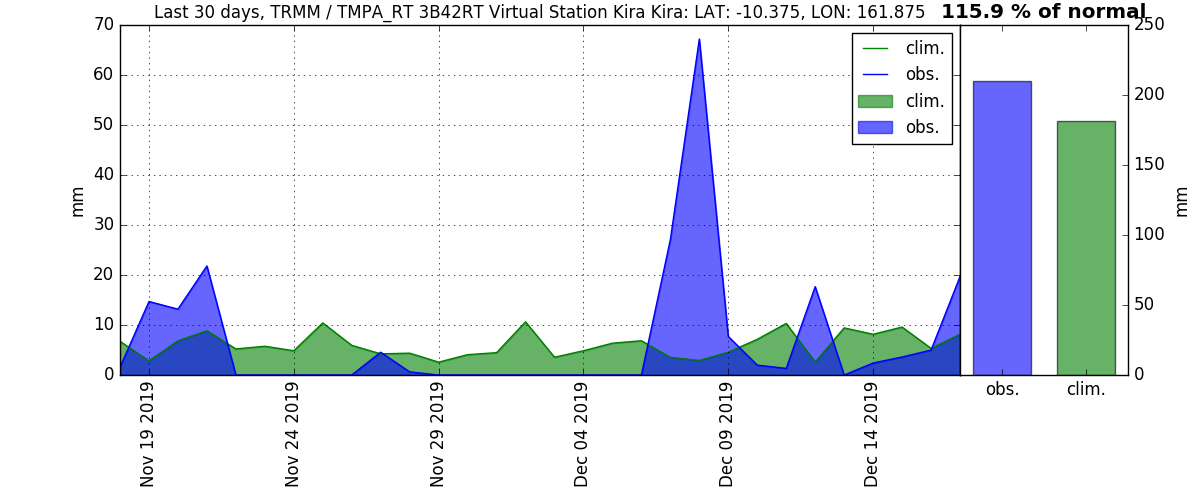 Last 30 days, TRMM / TMPA_RT 3B42RT Virtual Station Kira Kira: LAT: -10.375, LON: 161.875 115.9 % of normal
70
60
50
40
30
20
10
0
mm
clim.
obs.
clim.
obs.
250
200
150
100
50
0
mm
Nov 19 2019
Nov 24 2019
Nov 29 2019
Dec 04 2019
Dec 09 2019
Dec 14 2019
obs.
clim.